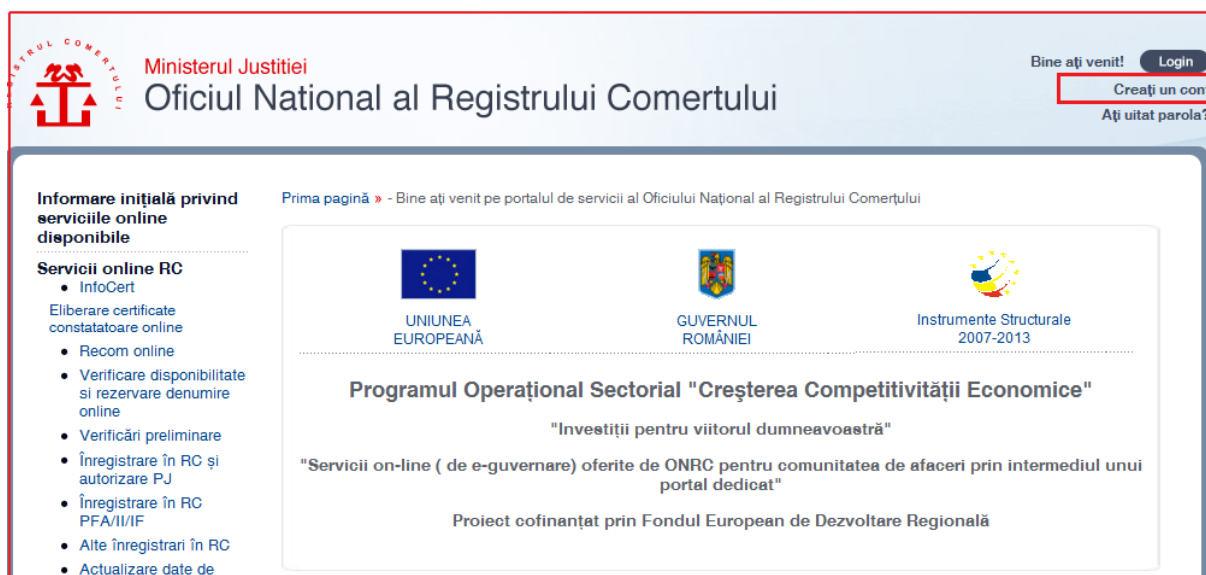 REGISTRUL COMERTULUI
Ministerul Justitiei
Oficiul National al Registrului Comertului
Bine ați venit! Login
Creați un cont
Ați uitat parola?
Informare inițială privind
serviciile online
disponibile
Servicii online RC
InfoCert
Eliberare certificate
constatatoare online
Recom online
Verificare disponibilitate
si rezervare denumire
online
Verificări preliminare
Înregistrare în RC și
autorizare PJ
Înregistrare în RC
PFA/II/IF
Alte înregistrari în RC
Actualizare date de
Prima pagină » - Bine ați venit pe portalul de servicii al Oficiului Național al Registrului Comerțului
UNIUNEA
EUROPEANĂ
GUVERNUL
ROMÂNIEI
Instrumente Structurale
2007-2013
Programul Operațional Sectorial "Creşterea Competitivității Economice"
"Investiții pentru viitorul dumneavoastră"
"Servicii on-line ( de e-guvernare) oferite de ONRC pentru comunitatea de afaceri prin intermediul unui
portal dedicat"
Proiect cofinanțat prin Fondul European de Dezvoltare Regională